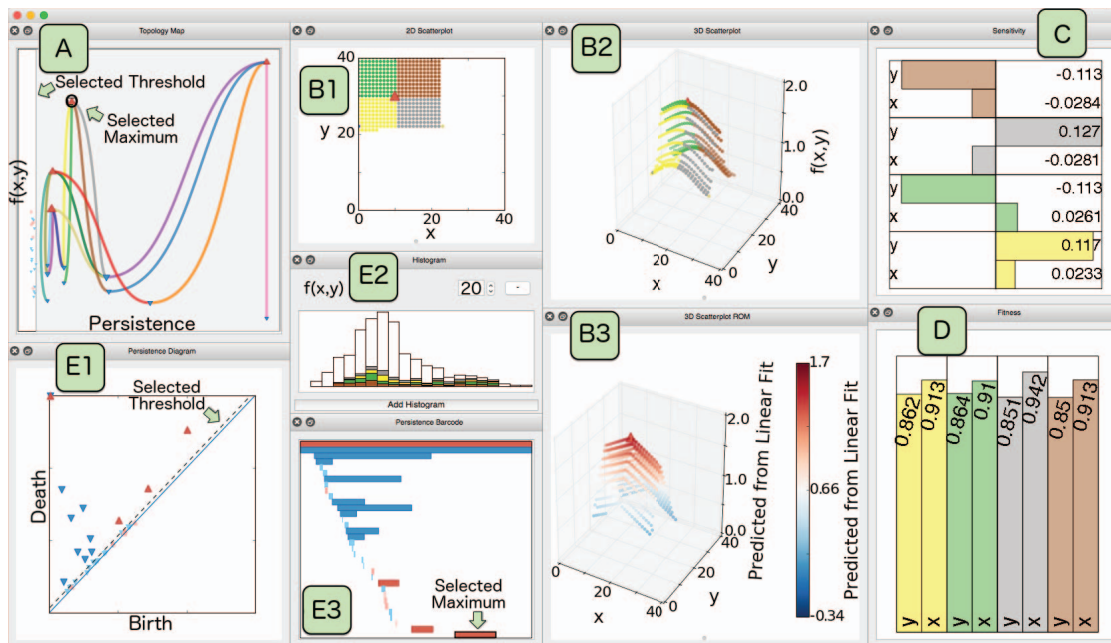 Topology Map
A
Selected Threshold
Selected
Maximum
f(x,y)
Persistence
2D Scatterplot
B1
40
y
22
0
0
x
40
3D Scatterplot
B2
2.0
1.0
0.0
f(x,y)
0
20
40
x
0
20
40
y
Sensitivity
C
y
-0.113
x
-0.0284
y
0.127
x
-0.0281
y
-0.113
x
0.0261
y
0.117
x
0.0233
Histogram
E2
f(x,y)
20
-
Add Histogram
Persistence Diagram
E1
Selected
Threshold
Death
Birth
Persistence Barcode
E3
Selected
Maximum
3D Scatterplot ROM
B3
2.0
1.0
0.0
0
20
40
x
0
20
40
y
Predicted from Linear Fit
1.7
0.66
-0.34
Predicted from Linear Fit
Fitness
D
0.862
0.913
0.864
0.91
0.851
0.942
0.85
0.913
y
x
y
x
y
x
y
x